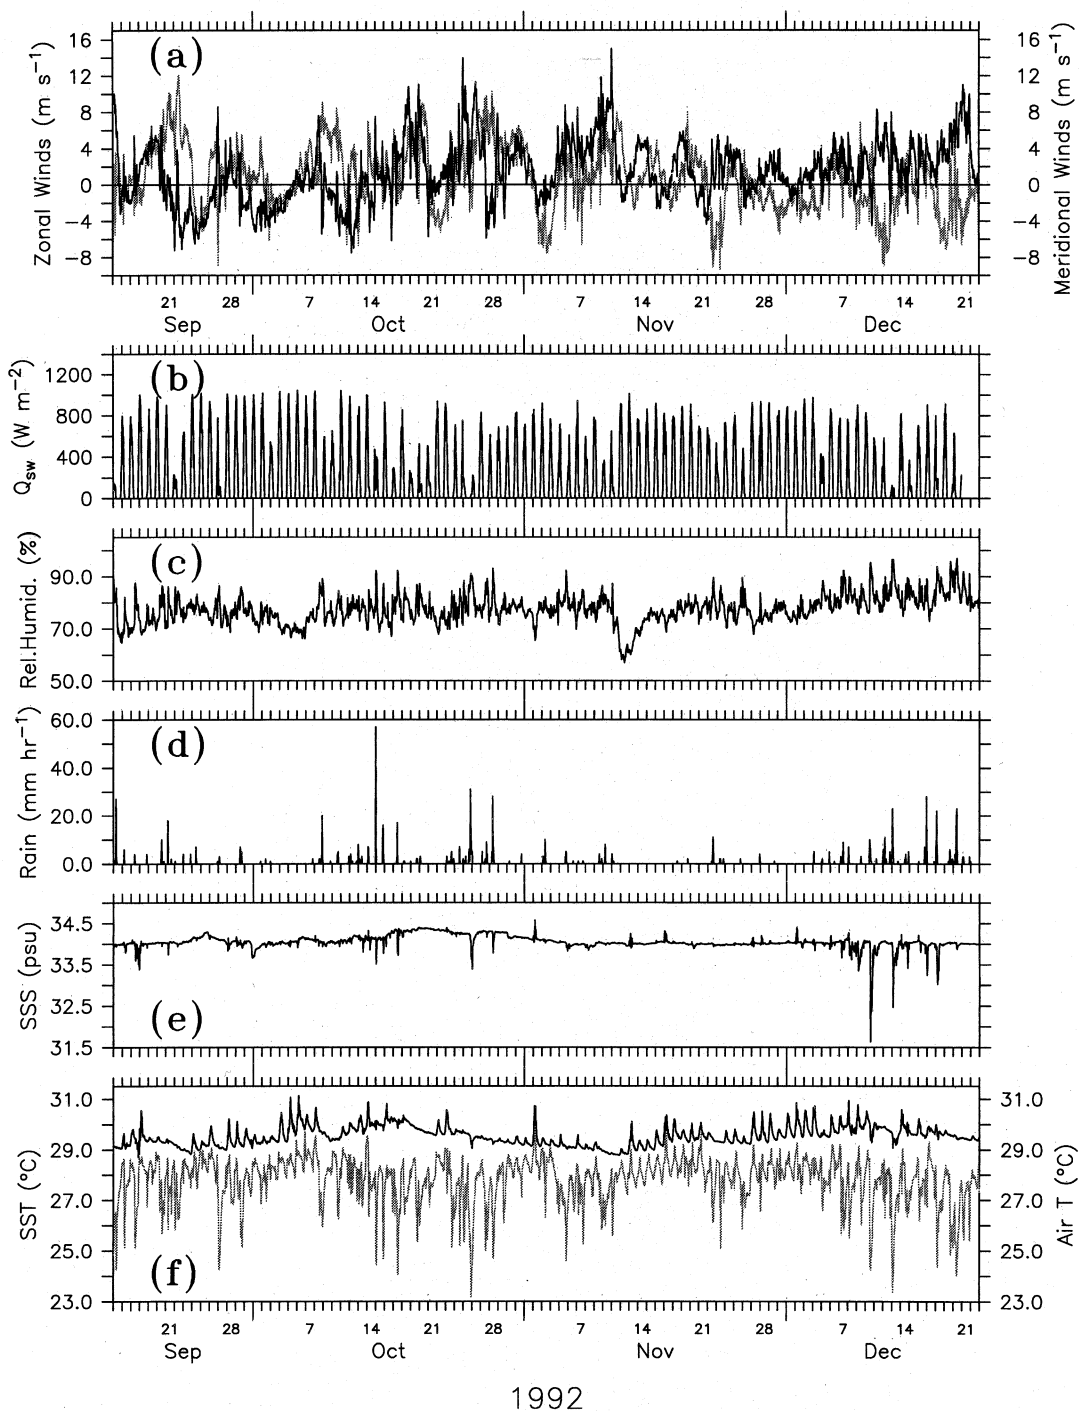 (a)
Zonal Winds (m s⁻¹)
16
12
8
4
0
−4
−8
16
12
8
4
0
−4
−8
Meridional Winds (m s⁻¹)
21 28 7 14 21 28 7 14 21 28 7 14 21
Sep Oct Nov Dec
(b)
Qsw (W m⁻²)
1200
800
400
0
(c)
Rel.Humid. (%)
90.0
70.0
50.0
(d)
Rain (mm hr⁻¹)
60.0
40.0
20.0
0.0
(e)
SSS (psu)
34.5
33.5
32.5
31.5
(f)
SST (°C)
31.0
29.0
27.0
25.0
23.0
31.0
29.0
27.0
25.0
23.0
Air T (°C)
21 28 7 14 21 28 7 14 21 28 7 14 21
Sep Oct Nov Dec
1992